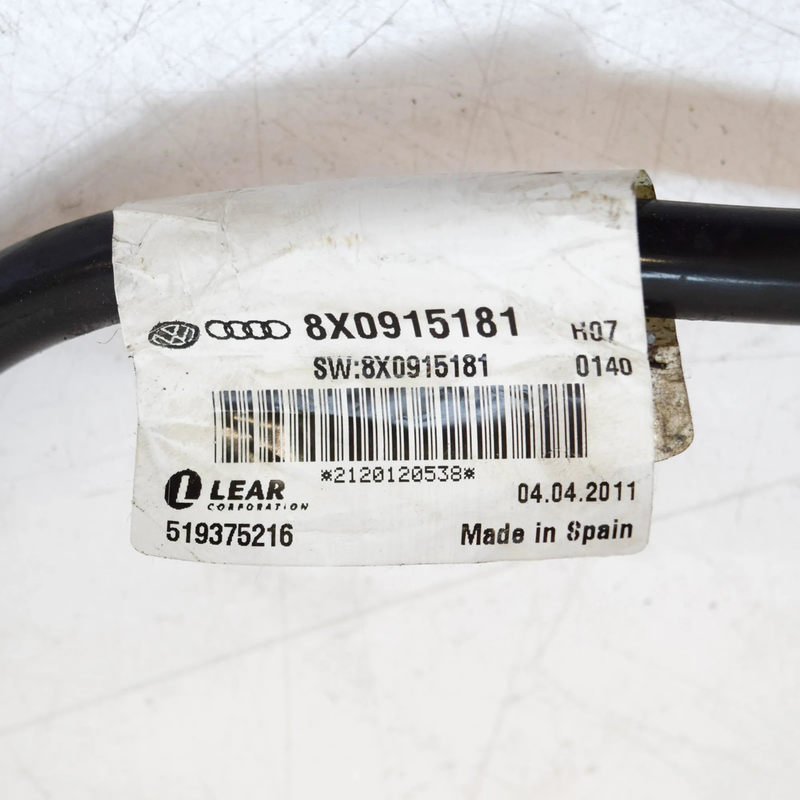 8X0915181 H07
SW:8X0915181 0140
*2120120538*
LEAR 04.04.2011
CORPORATION
519375216 Made in Spain